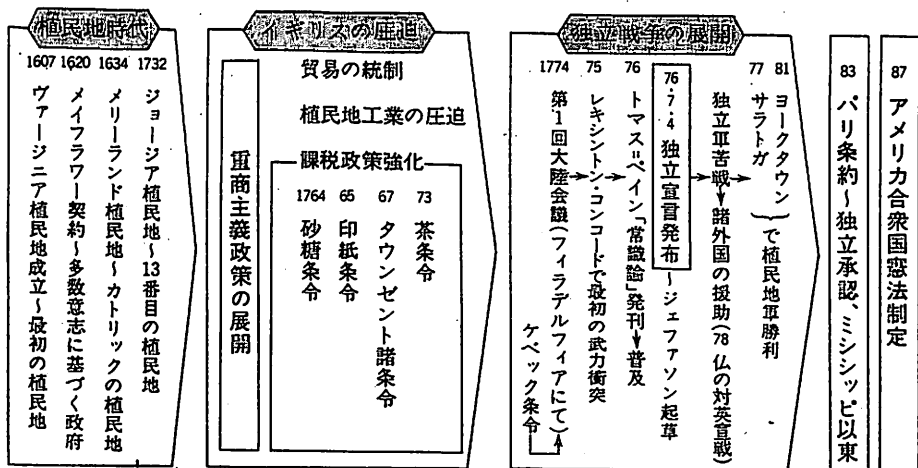 植民地時代
1607 ヴァージニア植民地成立〜最初の植民地
1620 メイフラワー契約〜多数意志に基づく政府
1634 メリーランド植民地〜カトリックの植民地
1732 ジョージア植民地〜13番目の植民地
イギリスの圧迫
重商主義政策の展開
貿易の統制
植民地工業の圧迫
課税政策強化
1764 砂糖条令
65 印紙条令
67 タウンゼント諸条令
73 茶条令
独立戦争の展開
1774 第1回大陸会議(フィラデルフィアにて)
ケベック条令
75 レキシントン・コンコードで最初の武力衝突
76 トマス=ペイン「常識論」発刊→普及
76・7・4 独立宣言発布〜ジェファソン起草
独立軍苦戦→諸外国の援助(78 仏の対英宣戦)
77 サラトガ
81 ヨークタウン
で植民地軍勝利
83 パリ条約〜独立承認、ミシシッピ以東
87 アメリカ合衆国憲法制定